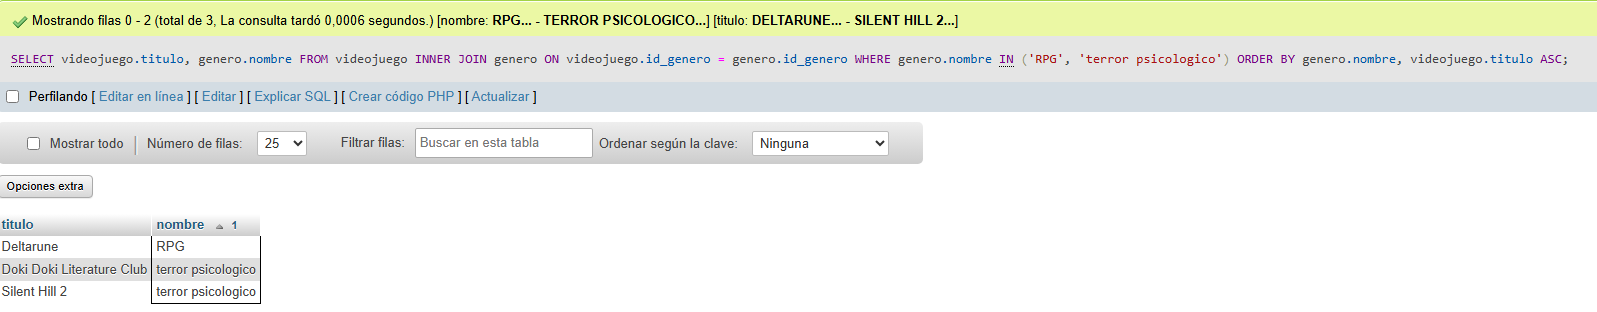 Mostrando filas 0 - 2 (total de 3, La consulta tardó 0,0006 segundos.) [nombre: RPG... - TERROR PSICOLOGICO...] [titulo: DELTARUNE... - SILENT HILL 2...]
SELECT videojuego.titulo, genero.nombre FROM videojuego INNER JOIN genero ON videojuego.id_genero = genero.id_genero WHERE genero.nombre IN ('RPG', 'terror psicologico') ORDER BY genero.nombre, videojuego.titulo ASC;
Perfilando [ Editar en línea ] [ Editar ] [ Explicar SQL ] [ Crear código PHP ] [ Actualizar ]
Mostrar todo Número de filas: 25 Filtrar filas: Buscar en esta tabla Ordenar según la clave: Ninguna
Opciones extra
titulo nombre 1
Deltarune RPG
Doki Doki Literature Club terror psicologico
Silent Hill 2 terror psicologico